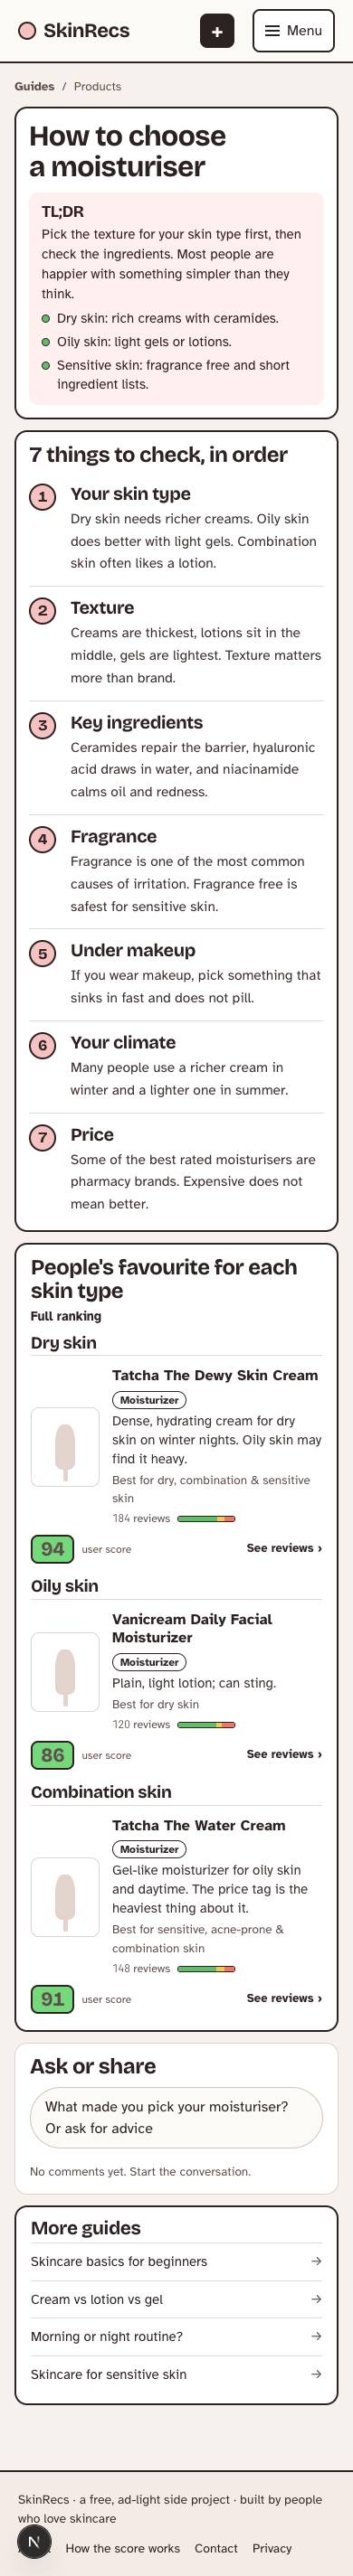 SkinRecs
+
Menu
Guides / Products
How to choose
a moisturiser
TL;DR
Pick the texture for your skin type first, then
check the ingredients. Most people are
happier with something simpler than they
think.
Dry skin: rich creams with ceramides.
Oily skin: light gels or lotions.
Sensitive skin: fragrance free and short
ingredient lists.
7 things to check, in order
1 Your skin type
Dry skin needs richer creams. Oily skin
does better with light gels. Combination
skin often likes a lotion.
2 Texture
Creams are thickest, lotions sit in the
middle, gels are lightest. Texture matters
more than brand.
3 Key ingredients
Ceramides repair the barrier, hyaluronic
acid draws in water, and niacinamide
calms oil and redness.
4 Fragrance
Fragrance is one of the most common
causes of irritation. Fragrance free is
safest for sensitive skin.
5 Under makeup
If you wear makeup, pick something that
sinks in fast and does not pill.
6 Your climate
Many people use a richer cream in
winter and a lighter one in summer.
7 Price
Some of the best rated moisturisers are
pharmacy brands. Expensive does not
mean better.
People's favourite for each
skin type
Full ranking
Dry skin
Tatcha The Dewy Skin Cream
Moisturizer
Dense, hydrating cream for dry
skin on winter nights. Oily skin may
find it heavy.
Best for dry, combination & sensitive
skin
184 reviews
94 user score See reviews ›
Oily skin
Vanicream Daily Facial
Moisturizer
Moisturizer
Plain, light lotion; can sting.
Best for dry skin
120 reviews
86 user score See reviews ›
Combination skin
Tatcha The Water Cream
Moisturizer
Gel-like moisturizer for oily skin
and daytime. The price tag is the
heaviest thing about it.
Best for sensitive, acne-prone &
combination skin
148 reviews
91 user score See reviews ›
Ask or share
What made you pick your moisturiser?
Or ask for advice
No comments yet. Start the conversation.
More guides
Skincare basics for beginners →
Cream vs lotion vs gel →
Morning or night routine? →
Skincare for sensitive skin →
SkinRecs · a free, ad-light side project · built by people
who love skincare
N
How the score works Contact Privacy